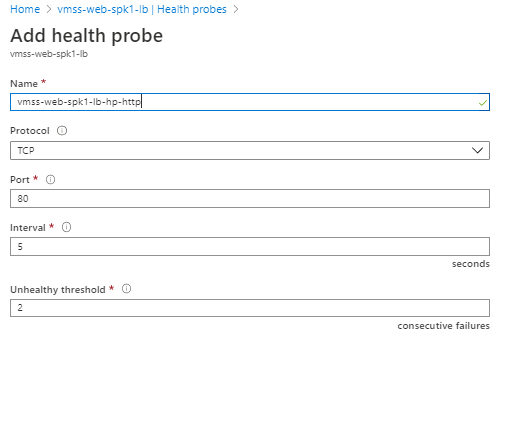 Home > vmss-web-spk1-lb | Health probes >
Add health probe
vmss-web-spk1-lb
Name *
vmss-web-spk1-lb-hp-http
Protocol
TCP
Port *
80
Interval *
5
seconds
Unhealthy threshold *
2
consecutive failures